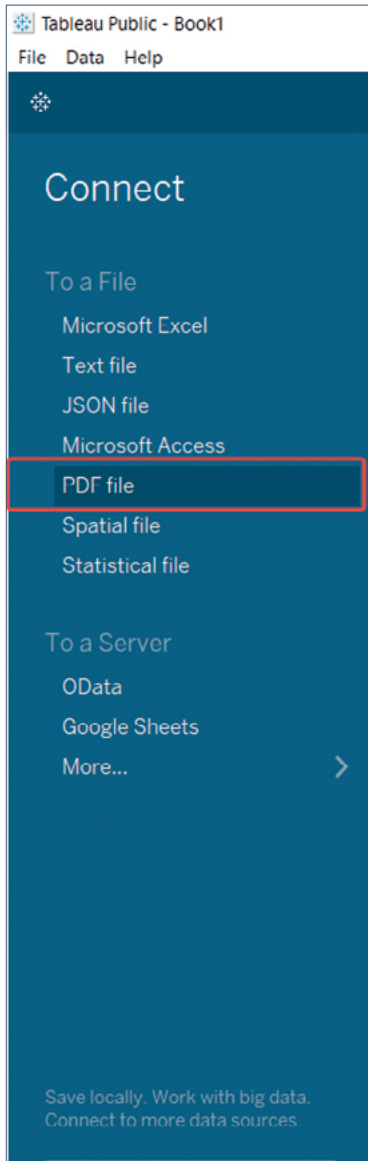 Tableau Public - Book1
File Data Help
Connect
To a File
Microsoft Excel
Text file
JSON file
Microsoft Access
PDF file
Spatial file
Statistical file
To a Server
OData
Google Sheets
More...
Save locally. Work with big data.
Connect to more data sources.